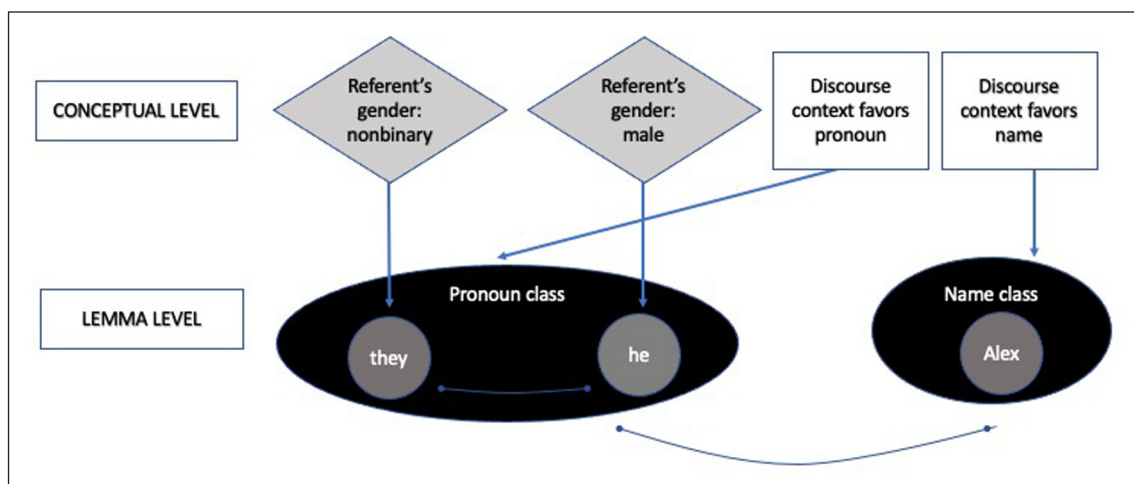 CONCEPTUAL LEVEL
Referent's
gender:
nonbinary
Referent's
gender:
male
Discourse
context favors
pronoun
Discourse
context favors
name
LEMMA LEVEL
Pronoun class
they
he
Name class
Alex